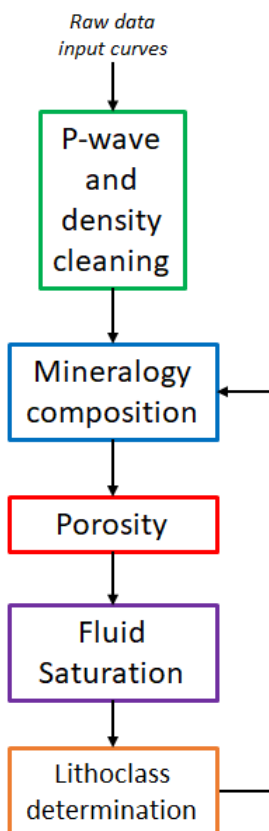 Raw data
input curves
P-wave
and
density
cleaning
Mineralogy
composition
Porosity
Fluid
Saturation
Lithoclass
determination